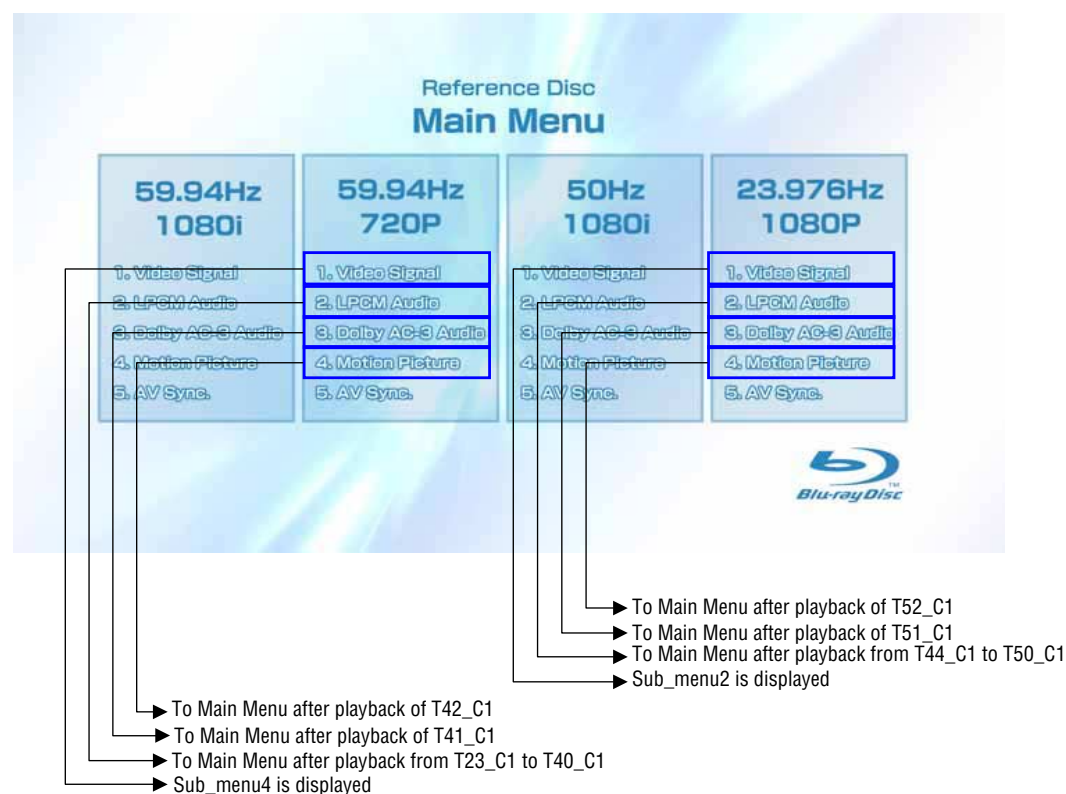 Reference Disc
Main Menu
59.94Hz
1080i
1. Video Signal
2. LPCM Audio
3. Dolby AC-3 Audio
4. Motion Picture
5. AV Sync.
59.94Hz
720P
1. Video Signal
2. LPCM Audio
3. Dolby AC-3 Audio
4. Motion Picture
5. AV Sync.
50Hz
1080i
1. Video Signal
2. LPCM Audio
3. Dolby AC-3 Audio
4. Motion Picture
5. AV Sync.
23.976Hz
1080P
1. Video Signal
2. LPCM Audio
3. Dolby AC-3 Audio
4. Motion Picture
5. AV Sync.
Blu-ray Disc TM
To Main Menu after playback of T52_C1
To Main Menu after playback of T51_C1
To Main Menu after playback from T44_C1 to T50_C1
Sub_menu2 is displayed
To Main Menu after playback of T42_C1
To Main Menu after playback of T41_C1
To Main Menu after playback from T23_C1 to T40_C1
Sub_menu4 is displayed